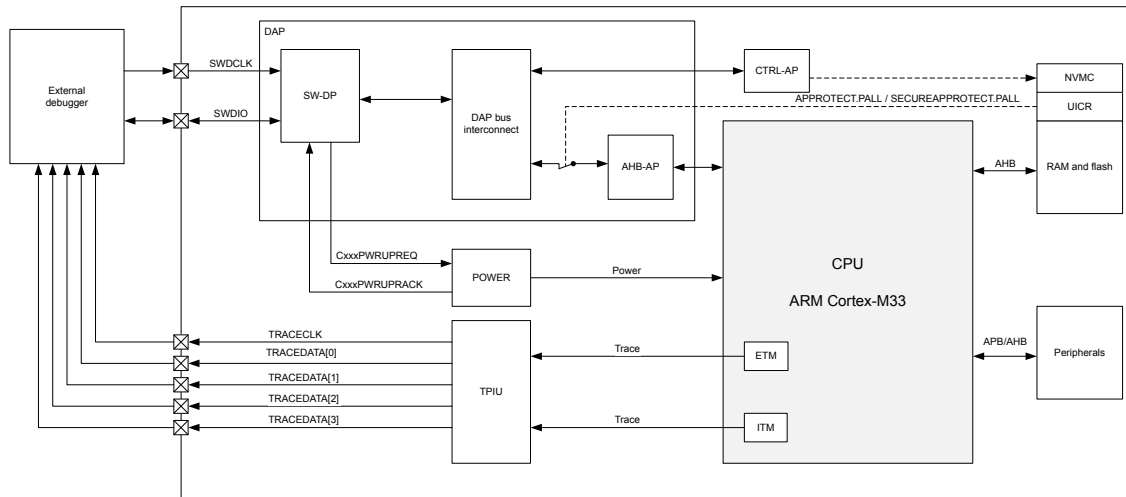 DAP
External
debugger
SWDCLK
SWDIO
SW-DP
DAP bus
interconnect
CTRL-AP
NVMC
APPROTECT.PALL / SECUREAPPROTECT.PALL
UICR
AHB-AP
AHB
RAM and flash
CxxxPWRUPREQ
CxxxPWRUPRACK
POWER
Power
CPU
ARM Cortex-M33
TRACECLK
TRACEDATA[0]
TRACEDATA[1]
TRACEDATA[2]
TRACEDATA[3]
TPIU
Trace
ETM
Trace
ITM
APB/AHB
Peripherals